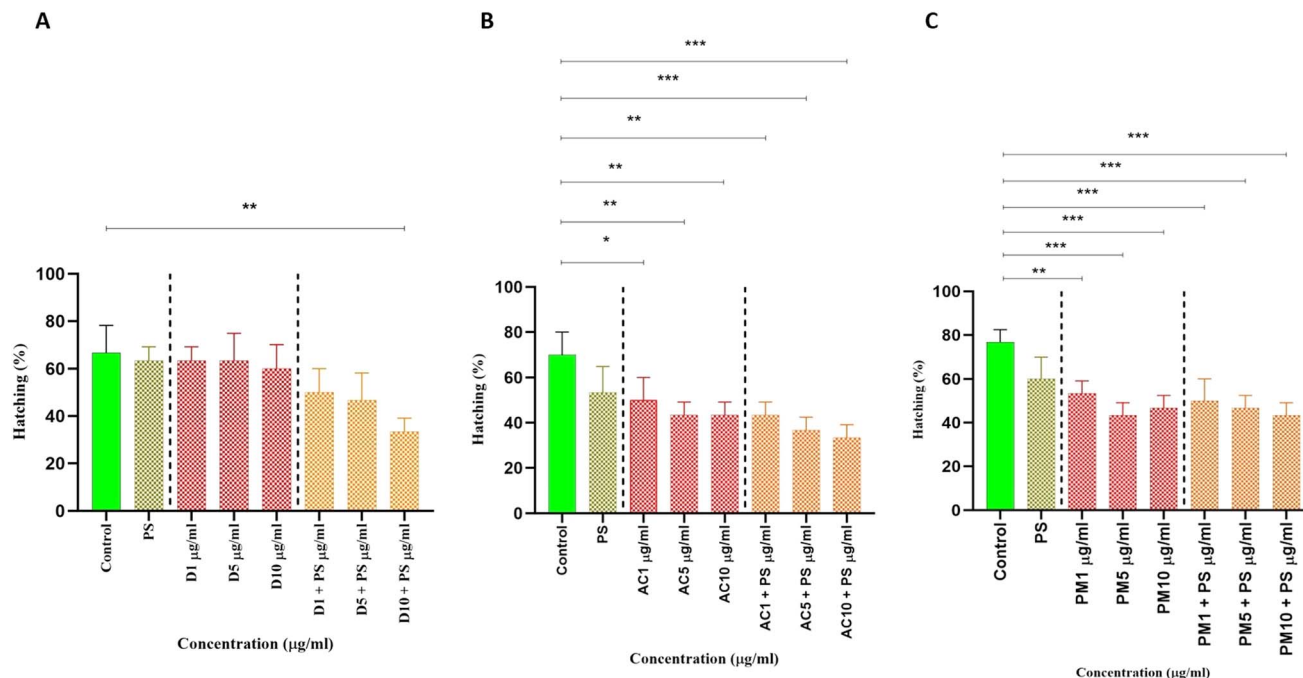 A
**
Hatching (%)
100
80
60
40
20
0
Control
PS
D1 µg/ml
D5 µg/ml
D10 µg/ml
D1 + PS µg/ml
D5 + PS µg/ml
D10 + PS µg/ml
Concentration (µg/ml)
B
***
***
**
**
**
*
Hatching (%)
100
80
60
40
20
0
Control
PS
AC1 µg/ml
AC5 µg/ml
AC10 µg/ml
AC1 + PS µg/ml
AC5 + PS µg/ml
AC10 + PS µg/ml
Concentration (µg/ml)
C
***
***
***
***
***
**
Hatching (%)
100
80
60
40
20
0
Control
PS
PM1 µg/ml
PM5 µg/ml
PM10 µg/ml
PM1 + PS µg/ml
PM5 + PS µg/ml
PM10 + PS µg/ml
Concentration (µg/ml)